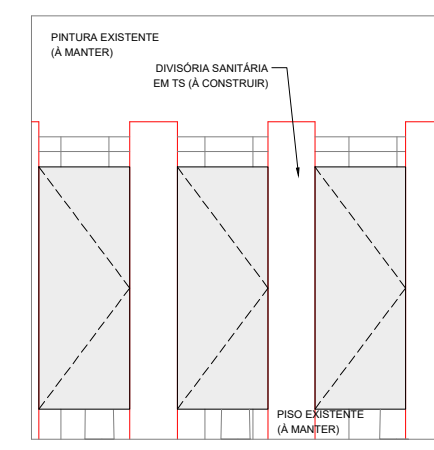 PINTURA EXISTENTE
(À MANTER)
DIVISÓRIA SANITÁRIA
EM TS (À CONSTRUIR)
PISO EXISTENTE
(À MANTER)